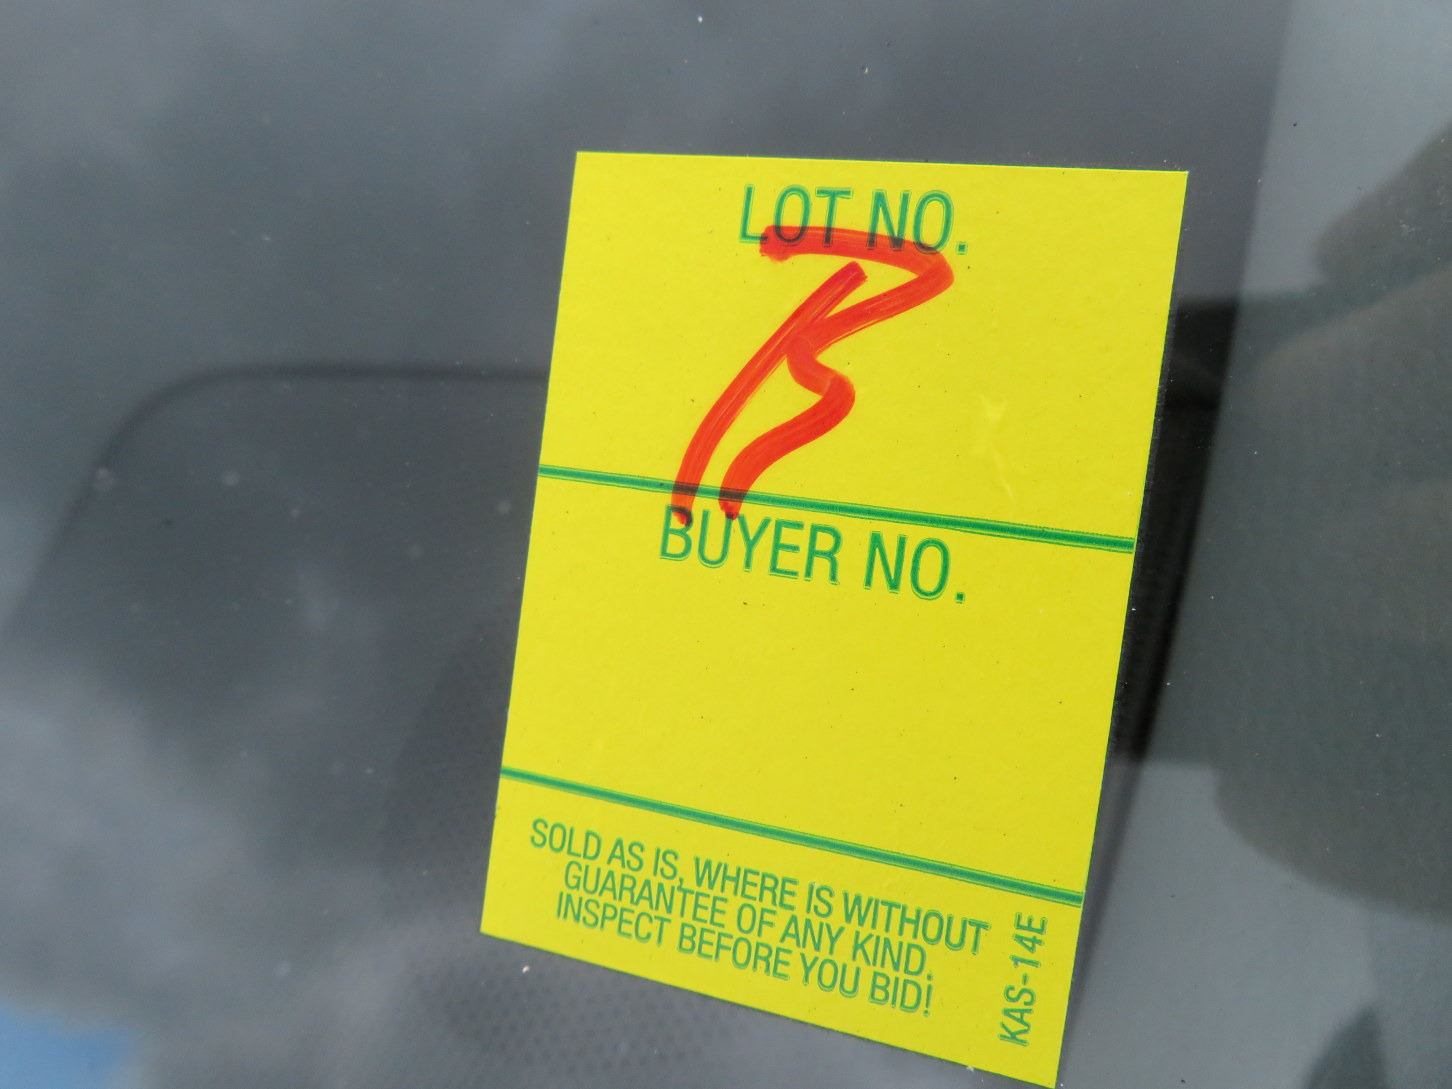 LOT NO.
BUYER NO.
SOLD AS IS, WHERE IS WITHOUT
GUARANTEE OF ANY KIND.
INSPECT BEFORE YOU BID!
KAS-14E